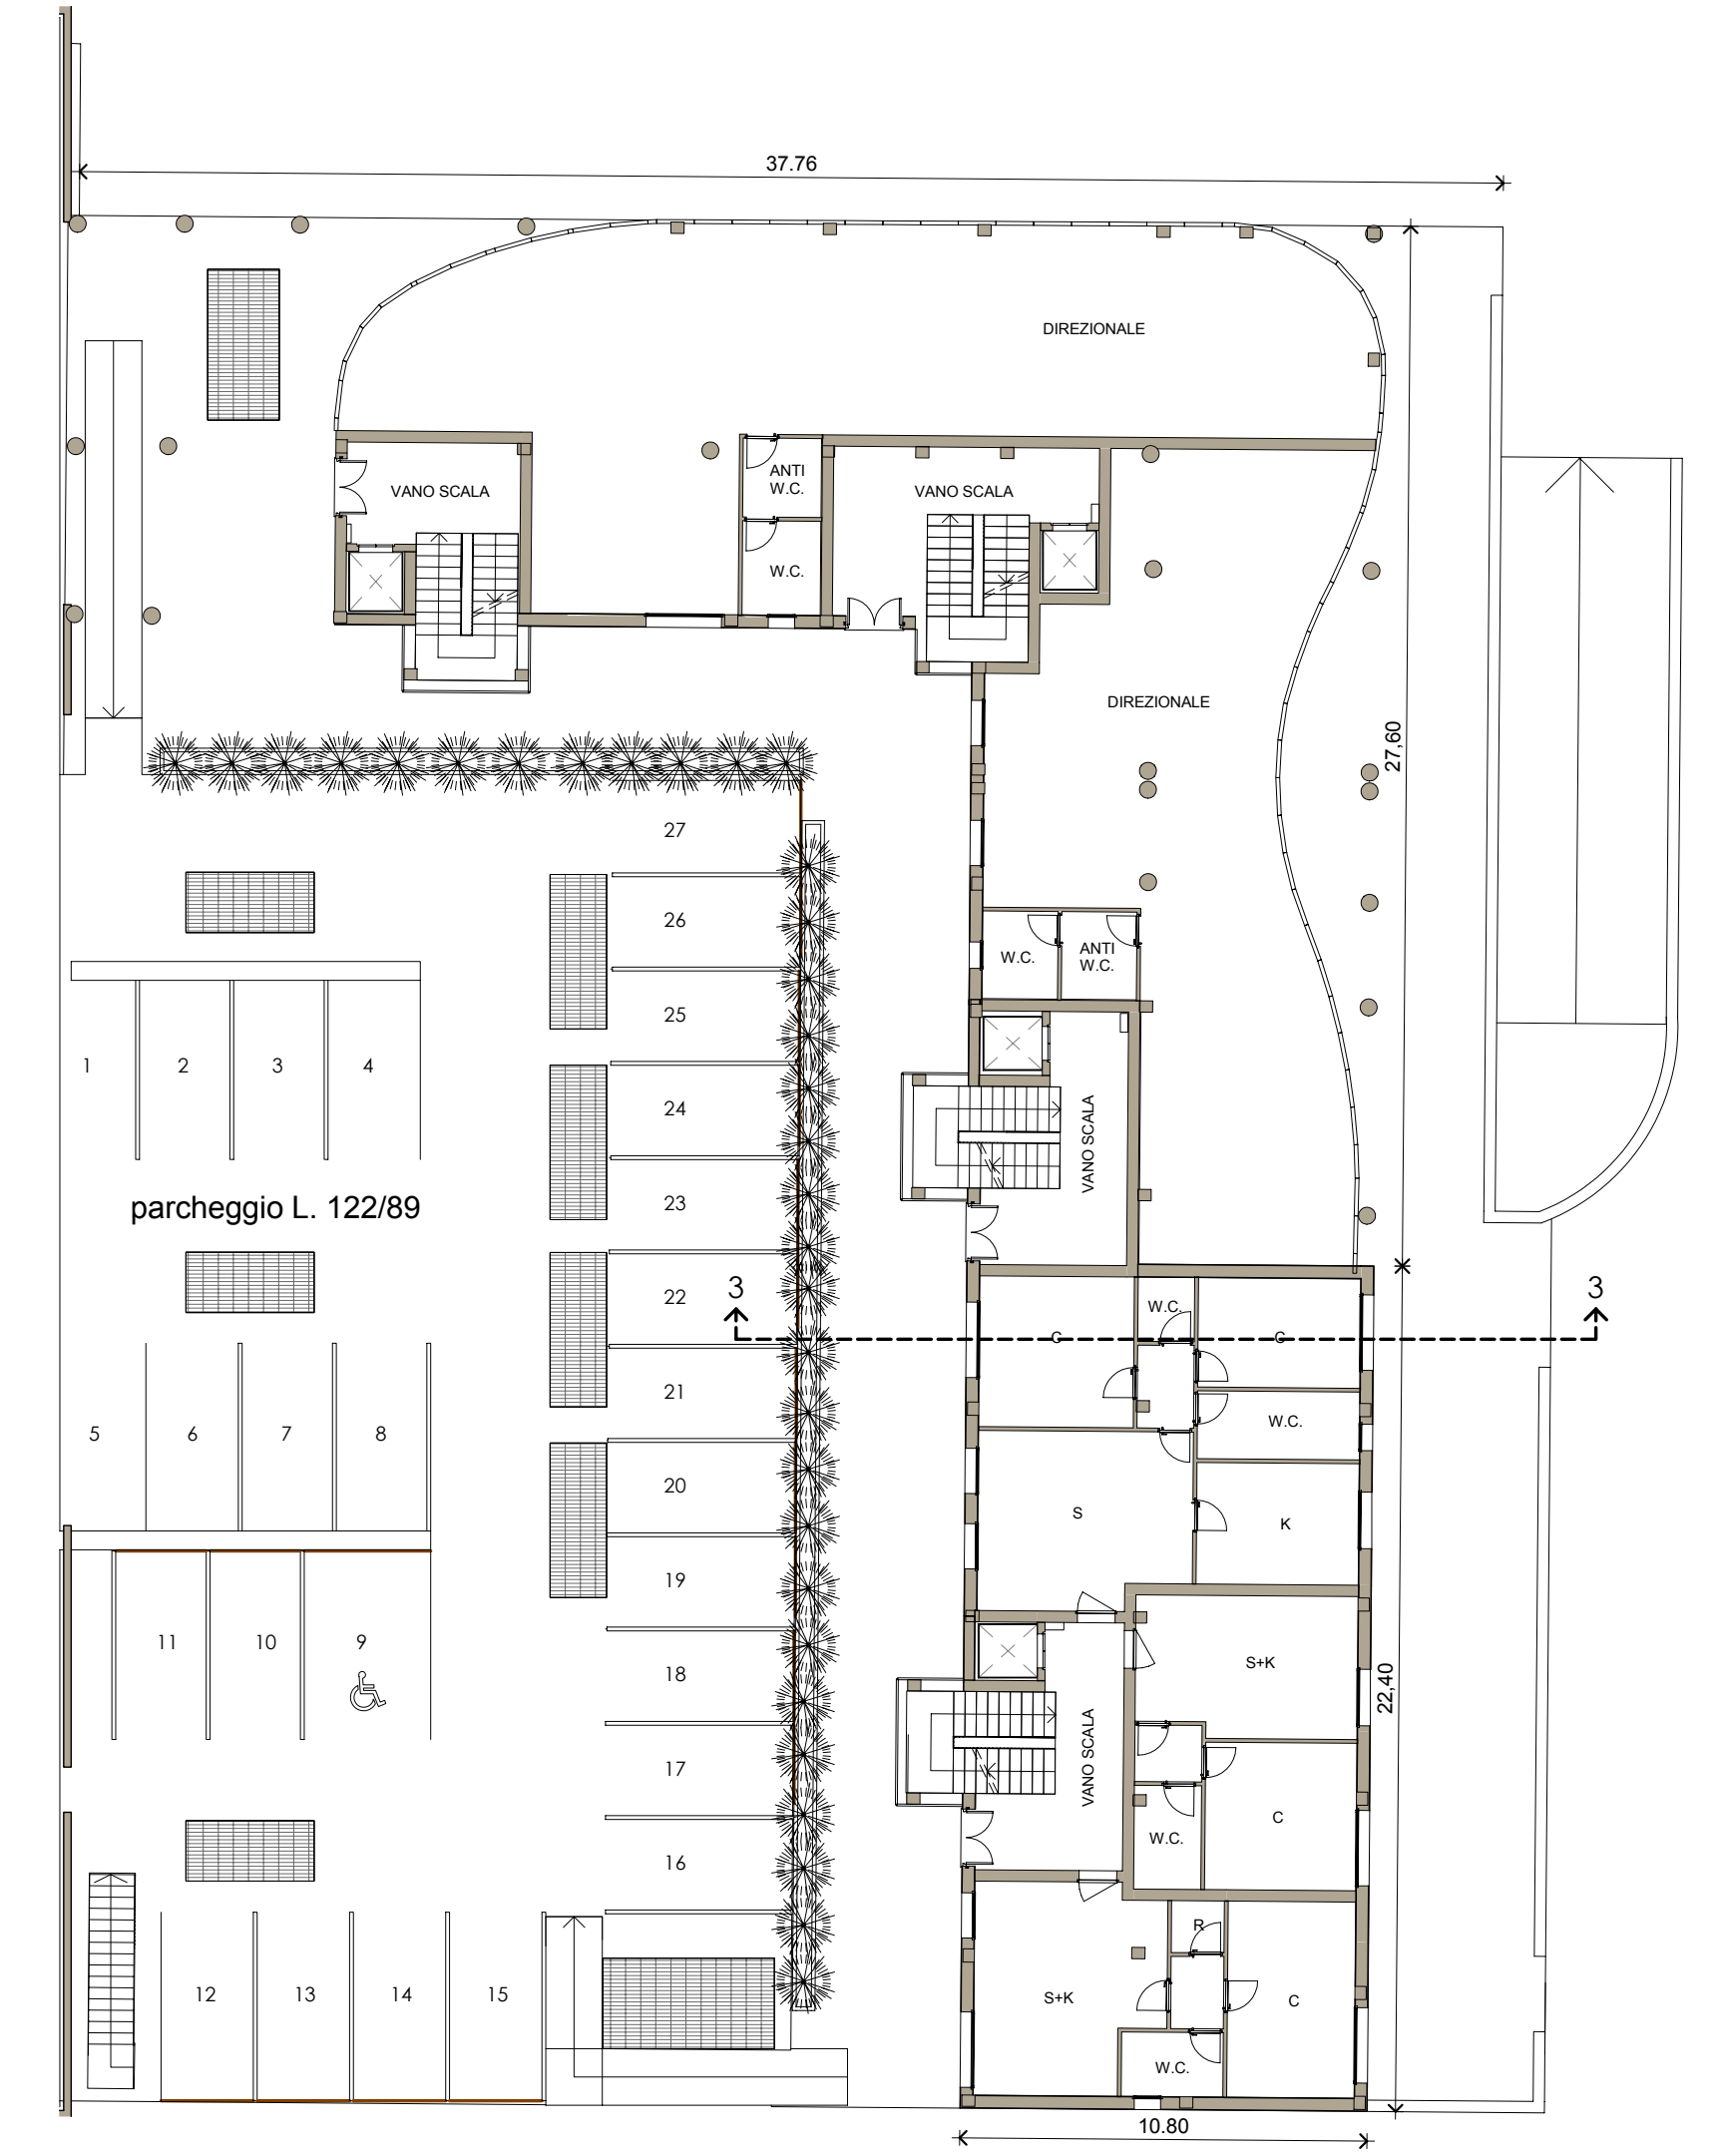 37.76
DIREZIONALE
VANO SCALA
ANTI
W.C.
VANO SCALA
W.C.
DIREZIONALE
27,60
27
26
W.C.
ANTI
W.C.
25
1
2
3
4
24
VANO SCALA
23
parcheggio L. 122/89
22
3
3
W.C.
C
C
21
W.C.
5
6
7
8
20
S
K
19
11
10
9
18
S+K
22,40
VANO SCALA
17
C
W.C.
16
R
12
13
14
15
S+K
C
W.C.
10.80